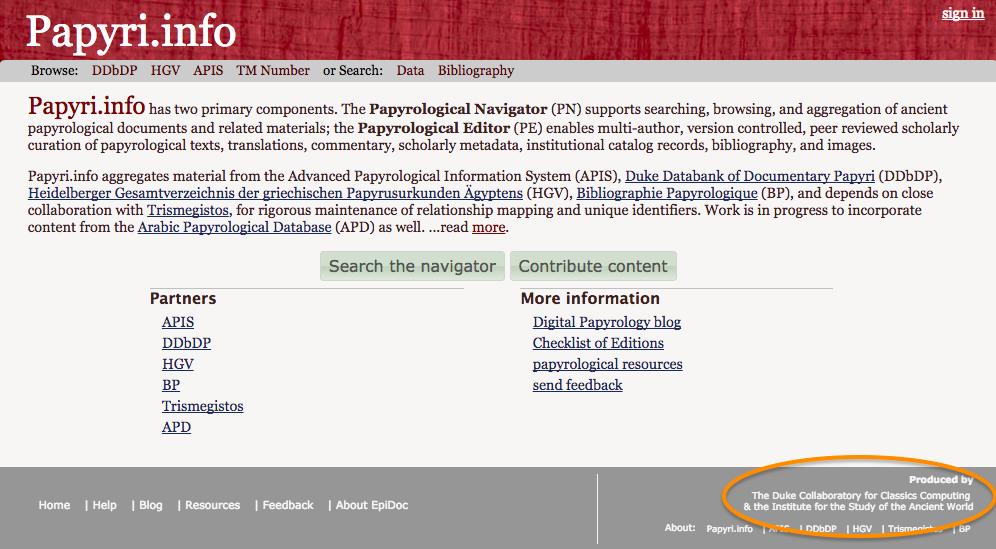 sign in
Papyri.info
Browse: DDbDP HGV APIS TM Number or Search: Data Bibliography
Papyri.info has two primary components. The Papyrological Navigator (PN) supports searching, browsing, and aggregation of ancient
papyrological documents and related materials; the Papyrological Editor (PE) enables multi-author, version controlled, peer reviewed scholarly
curation of papyrological texts, translations, commentary, scholarly metadata, institutional catalog records, bibliography, and images.
Papyri.info aggregates material from the Advanced Papyrological Information System (APIS), Duke Databank of Documentary Papyri (DDbDP),
Heidelberger Gesamtverzeichnis der griechischen Papyrusurkunden Ägyptens (HGV), Bibliographie Papyrologique (BP), and depends on close
collaboration with Trismegistos, for rigorous maintenance of relationship mapping and unique identifiers. Work is in progress to incorporate
content from the Arabic Papyrological Database (APD) as well. ...read more.
Search the navigator Contribute content
Partners
APIS
DDbDP
HGV
BP
Trismegistos
APD
More information
Digital Papyrology blog
Checklist of Editions
papyrological resources
send feedback
Home | Help | Blog | Resources | Feedback | About EpiDoc
Produced by
The Duke Collaboratory for Classics Computing
& the Institute for the Study of the Ancient World
About: Papyri.info | APIS | DDbDP | HGV | Trismegistos | BP